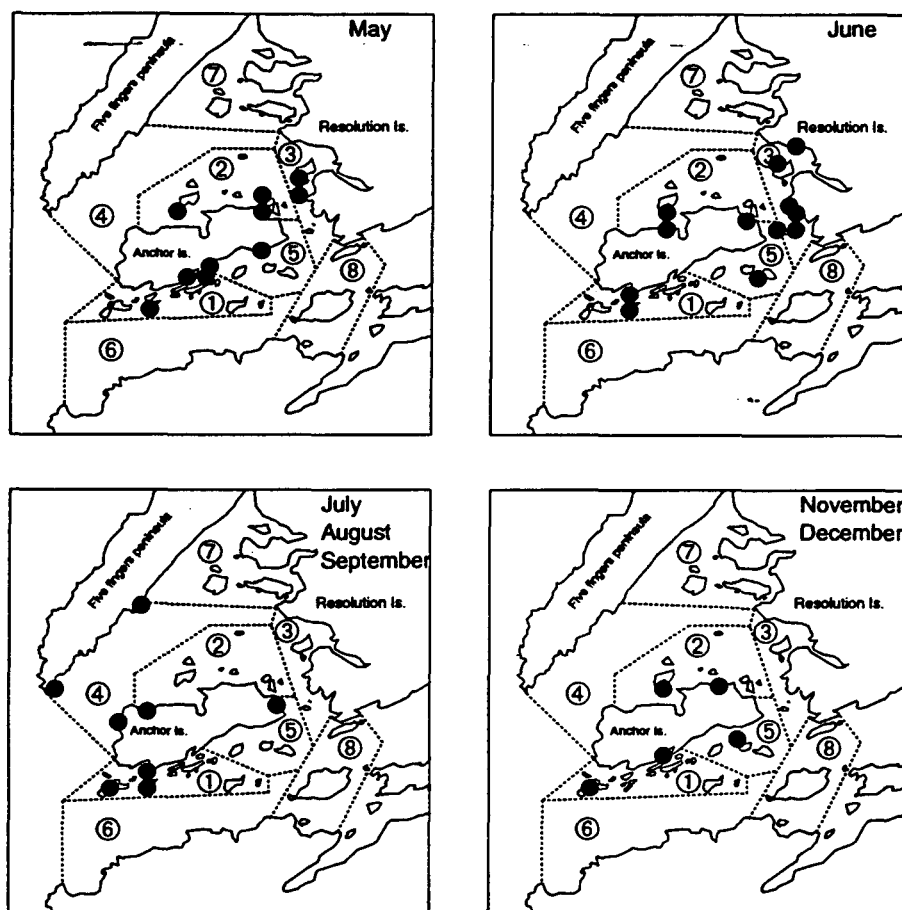 May
Five fingers peninsula
⑦
Resolution Is.
③
②
④
Anchor Is.
⑤
⑧
①
⑥
June
Five fingers peninsula
⑦
Resolution Is.
③
②
④
Anchor Is.
⑤
⑧
①
⑥
July
August
September
Five fingers peninsula
⑦
Resolution Is.
③
②
④
Anchor Is.
⑤
⑧
①
⑥
November
December
Five fingers peninsula
⑦
Resolution Is.
③
②
④
Anchor Is.
⑤
⑧
①
⑥